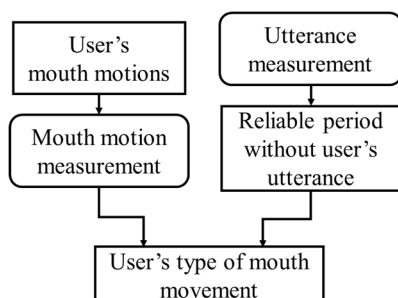 User's
mouth motions
Utterance
measurement
Mouth motion
measurement
Reliable period
without user's
utterance
User's type of mouth
movement